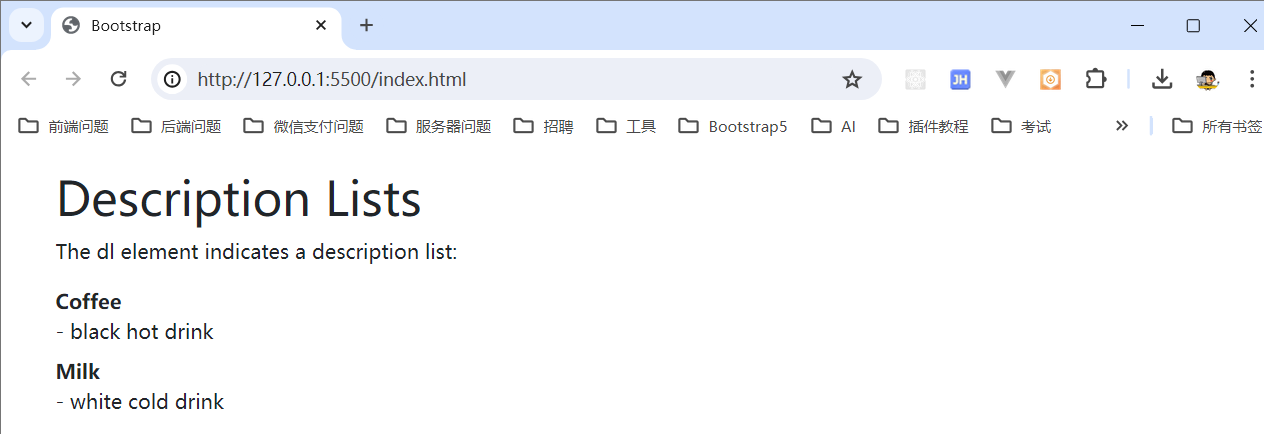 Bootstrap
http://127.0.0.1:5500/index.html
JH
前端问题 后端问题 微信支付问题 服务器问题 招聘 工具 Bootstrap5 AI 插件教程 考试 所有书签
Description Lists
The dl element indicates a description list:
Coffee
- black hot drink
Milk
- white cold drink